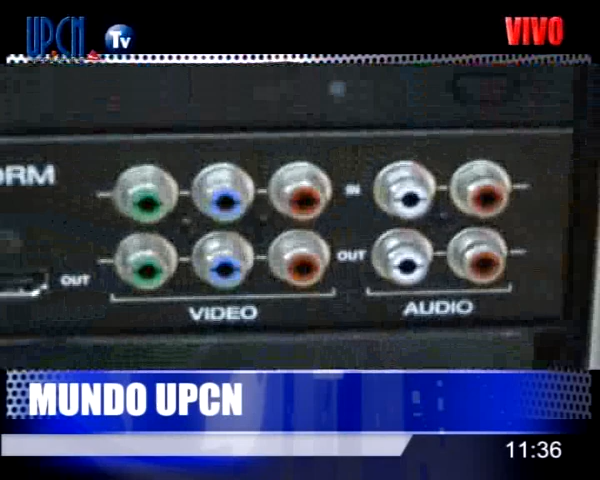 UPCN Tv
VIVO
ORM
IN
OUT
OUT
VIDEO
AUDIO
MUNDO UPCN
11:36